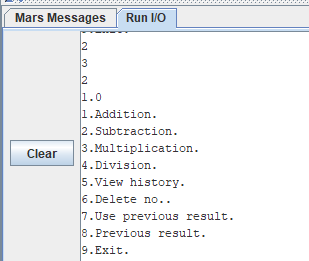 Mars Messages
Run I/O
2
3
2
1.0
1.Addition.
2.Subtraction.
3.Multiplication.
4.Division.
5.View history.
6.Delete no..
7.Use previous result.
8.Previous result.
9.Exit.
Clear